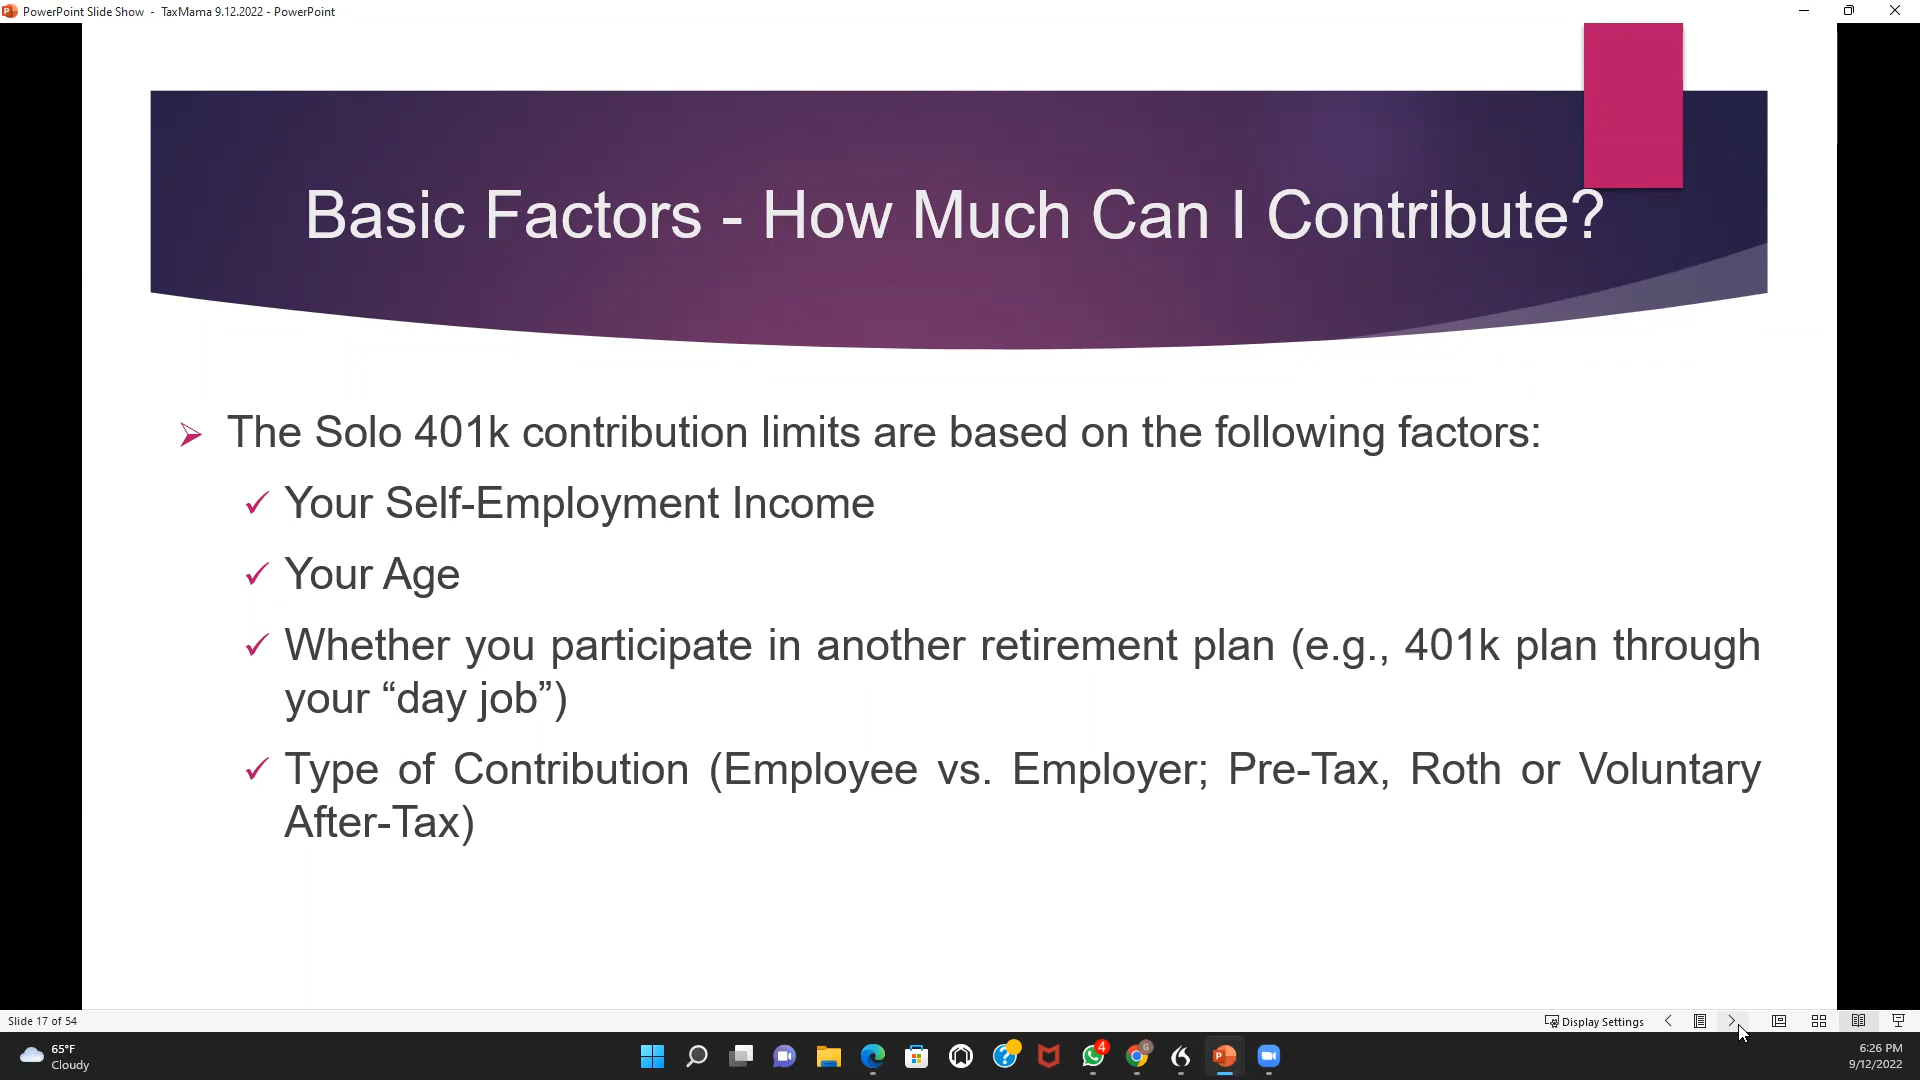 PowerPoint Slide Show - TaxMama 9.12.2022 - PowerPoint
Basic Factors - How Much Can I Contribute?
The Solo 401k contribution limits are based on the following factors:
Your Self-Employment Income
Your Age
Whether you participate in another retirement plan (e.g., 401k plan through
your “day job”)
Type of Contribution (Employee vs. Employer; Pre-Tax, Roth or Voluntary
After-Tax)
Slide 17 of 54
Display Settings
65°F
Cloudy
4
G
6:26 PM
9/12/2022